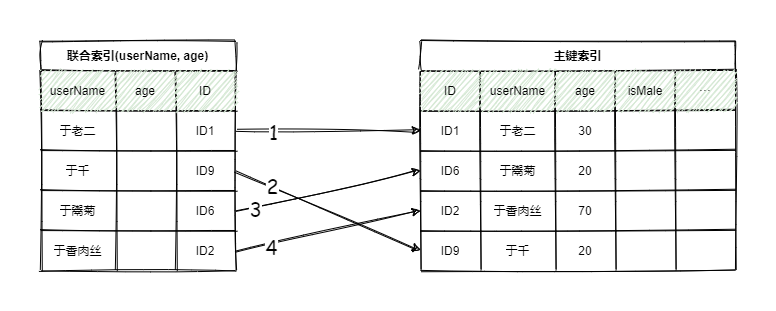 联合索引(userName, age)
主键索引
userName age ID
ID userName age isMale ...
于老二 ID1
1
ID1 于老二 30
于千 ID9
2
ID6 于鬜菊 20
于鬜菊 ID6
3
ID2 于香肉丝 70
于香肉丝 ID2
4
ID9 于千 20